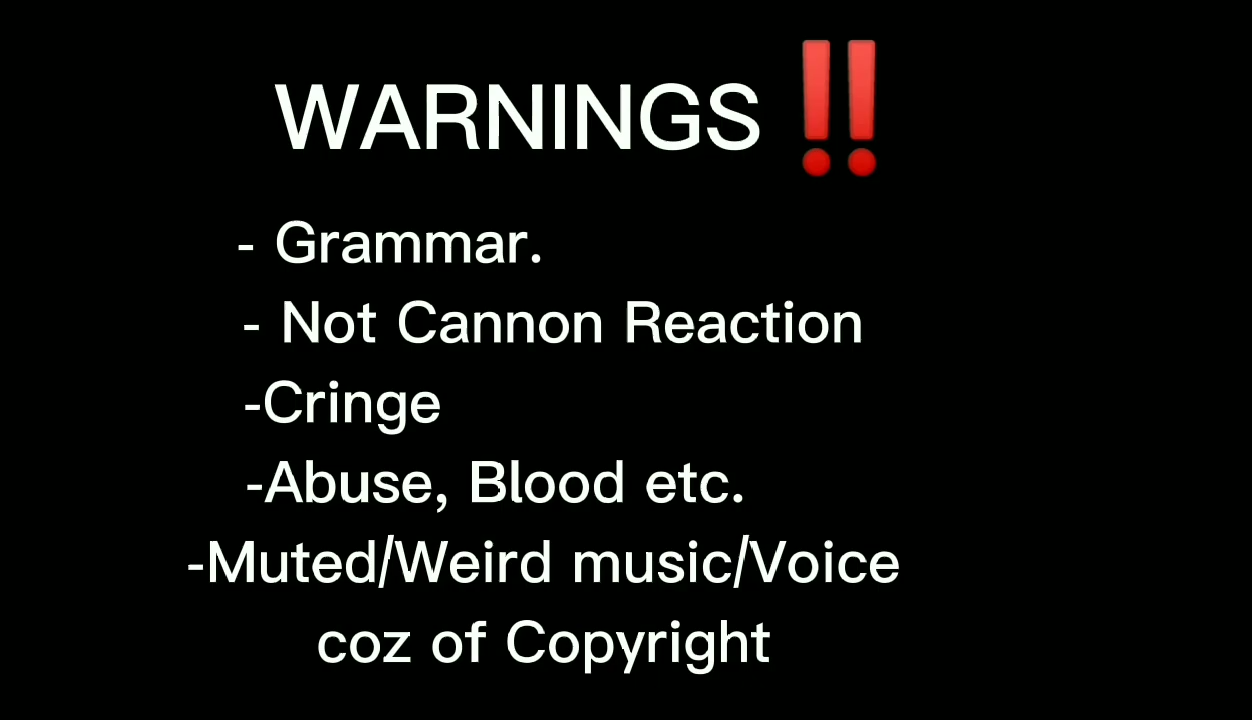 WARNINGS‼️
- Grammar.
- Not Cannon Reaction
-Cringe
-Abuse, Blood etc.
-Muted/Weird music/Voice
coz of Copyright